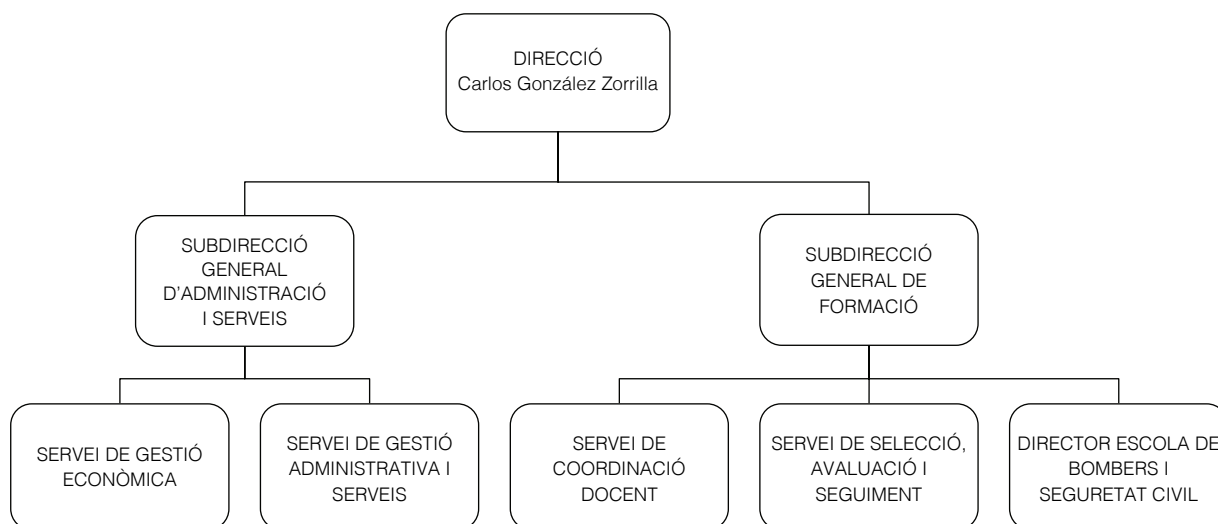 DIRECCIÓ
Carlos González Zorrilla
SUBDIRECCIÓ
GENERAL
D'ADMINISTRACIÓ
I SERVEIS
SUBDIRECCIÓ
GENERAL DE
FORMACIÓ
SERVEI DE GESTIÓ
ECONÒMICA
SERVEI DE GESTIÓ
ADMINISTRATIVA I
SERVEIS
SERVEI DE
COORDINACIÓ
DOCENT
SERVEI DE SELECCIÓ,
AVALUACIÓ I
SEGUIMENT
DIRECTOR ESCOLA DE
BOMBERS I
SEGURETAT CIVIL